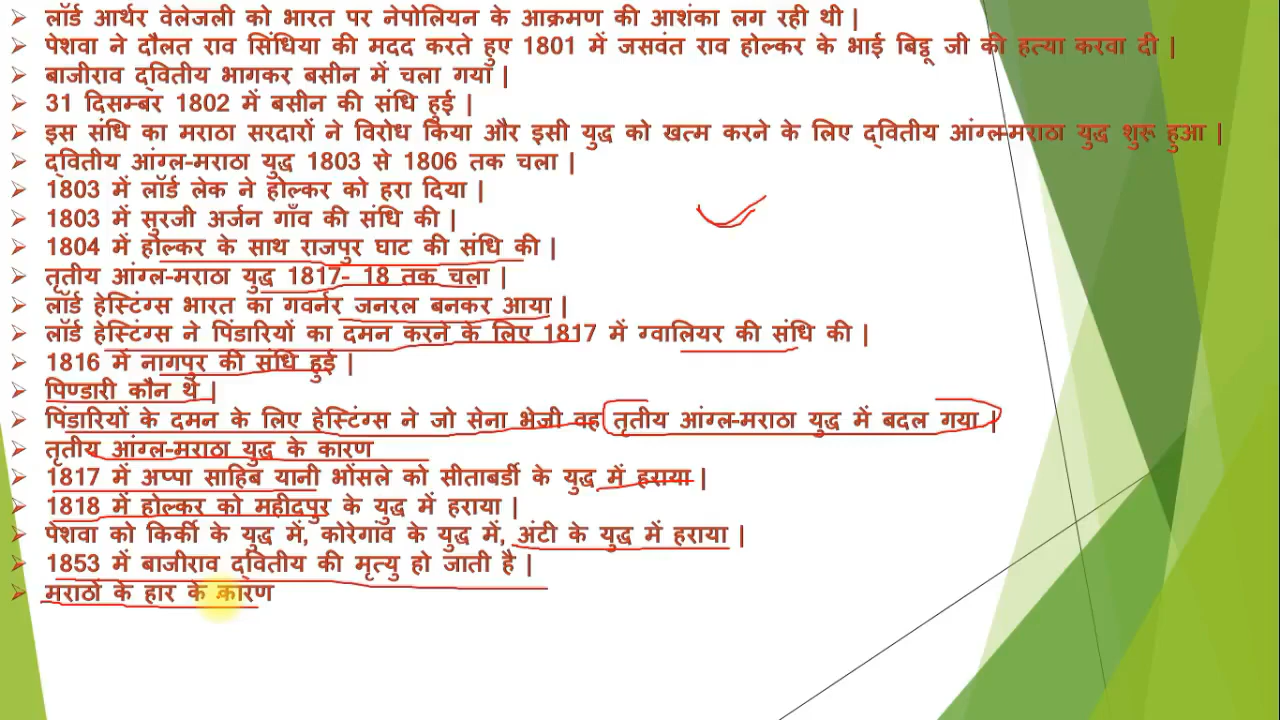 लॉर्ड आर्थर वेलेजली को भारत पर नेपोलियन के आक्रमण की आशंका लग रही थी |
पेशवा ने दौलत राव सिंधिया की मदद करते हुए 1801 में जसवंत राव होल्कर के भाई बिट्टू जी की हत्या करवा दी |
बाजीराव द्वितीय भागकर बसीन में चला गया |
31 दिसम्बर 1802 में बसीन की संधि हुई |
इस संधि का मराठा सरदारों ने विरोध किया और इसी युद्ध को खत्म करने के लिए द्वितीय आंग्ल-मराठा युद्ध शुरू हुआ |
द्वितीय आंग्ल-मराठा युद्ध 1803 से 1806 तक चला |
1803 में लॉर्ड लेक ने होल्कर को हरा दिया |
1803 में सुरजी अर्जन गाँव की संधि की |
1804 में होल्कर के साथ राजपुर घाट की संधि की |
तृतीय आंग्ल-मराठा युद्ध 1817- 18 तक चला |
लॉर्ड हेस्टिंग्स भारत का गवर्नर जनरल बनकर आया |
लॉर्ड हेस्टिंग्स ने पिंडारियों का दमन करने के लिए 1817 में ग्वालियर की संधि की |
1816 में नागपुर की संधि हुई |
पिण्डारी कौन थे |
पिंडारियों के दमन के लिए हेस्टिंग्स ने जो सेना भेजी वह तृतीय आंग्ल-मराठा युद्ध में बदल गया |
तृतीय आंग्ल-मराठा युद्ध के कारण
1817 में अप्पा साहिब यानी भोंसले को सीताबर्डी के युद्ध में हराया |
1818 में होल्कर को महीदपुर के युद्ध में हराया |
पेशवा को किर्की के युद्ध में, कोरेगांव के युद्ध में, अंटी के युद्ध में हराया |
1853 में बाजीराव द्वितीय की मृत्यु हो जाती है |
मराठों के हार के कारण